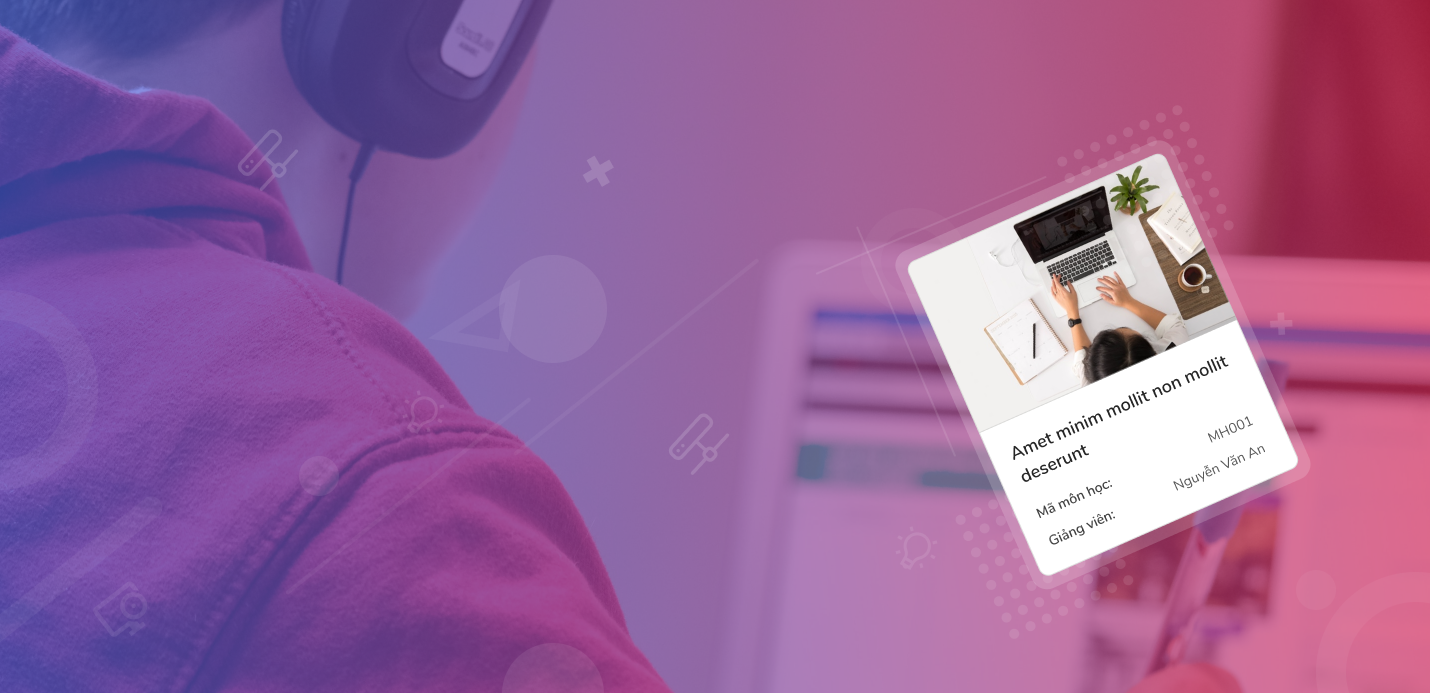 Amet minim mollit non mollit
deserunt
Mã môn học: MH001
Giảng viên: Nguyễn Văn An